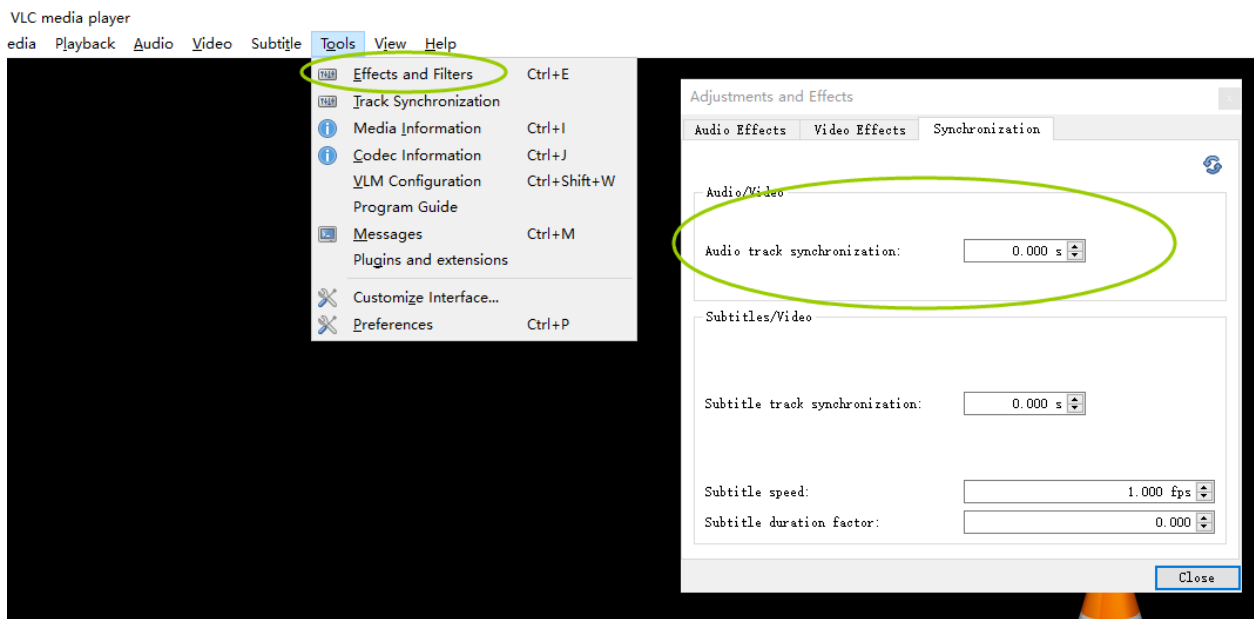 VLC media player
edia Playback Audio Video Subtitle Tools View Help
Effects and Filters Ctrl+E
Track Synchronization
Media Information Ctrl+I
Codec Information Ctrl+J
VLM Configuration Ctrl+Shift+W
Program Guide
Messages Ctrl+M
Plugins and extensions
Customize Interface...
Preferences Ctrl+P
Adjustments and Effects
Audio Effects Video Effects Synchronization
Audio/Video
Audio track synchronization: 0.000 s
Subtitles/Video
Subtitle track synchronization: 0.000 s
Subtitle speed: 1.000 fps
Subtitle duration factor: 0.000
Close